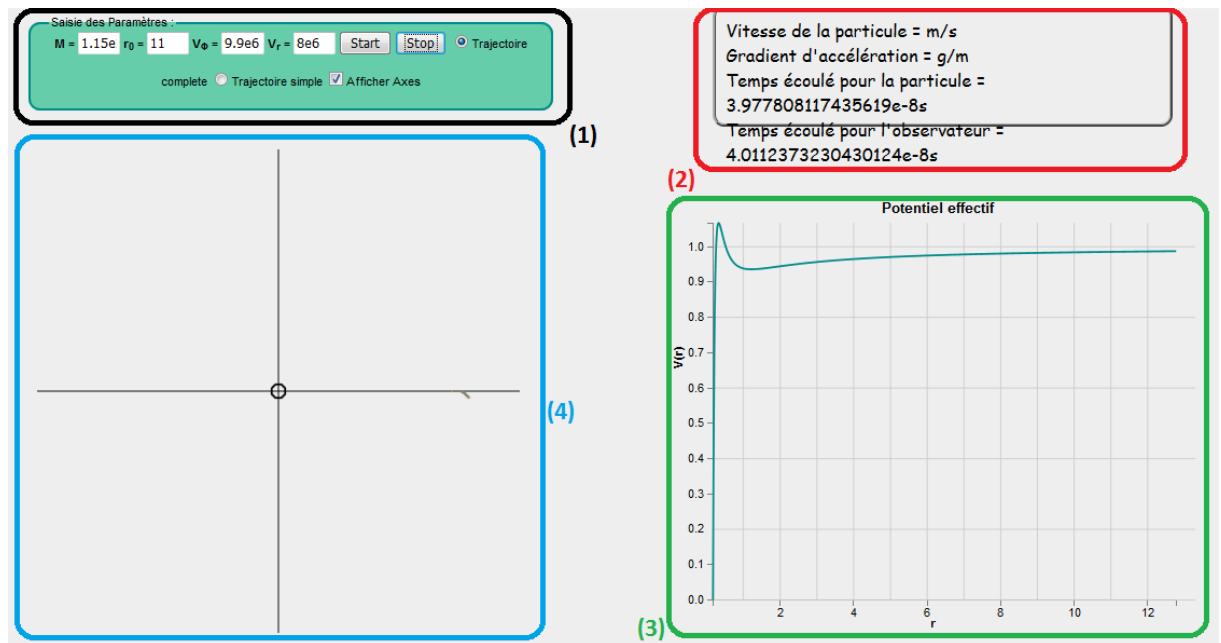 Saisie des Paramètres :
M = 1.15e r0 = 11 VΦ = 9.9e6 Vr = 8e6 Start Stop Trajectoire
complete Trajectoire simple Afficher Axes
(1)
Vitesse de la particule = m/s
Gradient d'accélération = g/m
Temps écoulé pour la particule =
3.977808117435619e-8s
Temps écoulé pour l'observateur =
4.0112373230430124e-8s
(2)
Potentiel effectif
1.0
0.9
0.8
0.7
0.6
0.5
0.4
0.3
0.2
0.1
0.0
V(r)
2 4 6 8 10 12
r
(3)
(4)